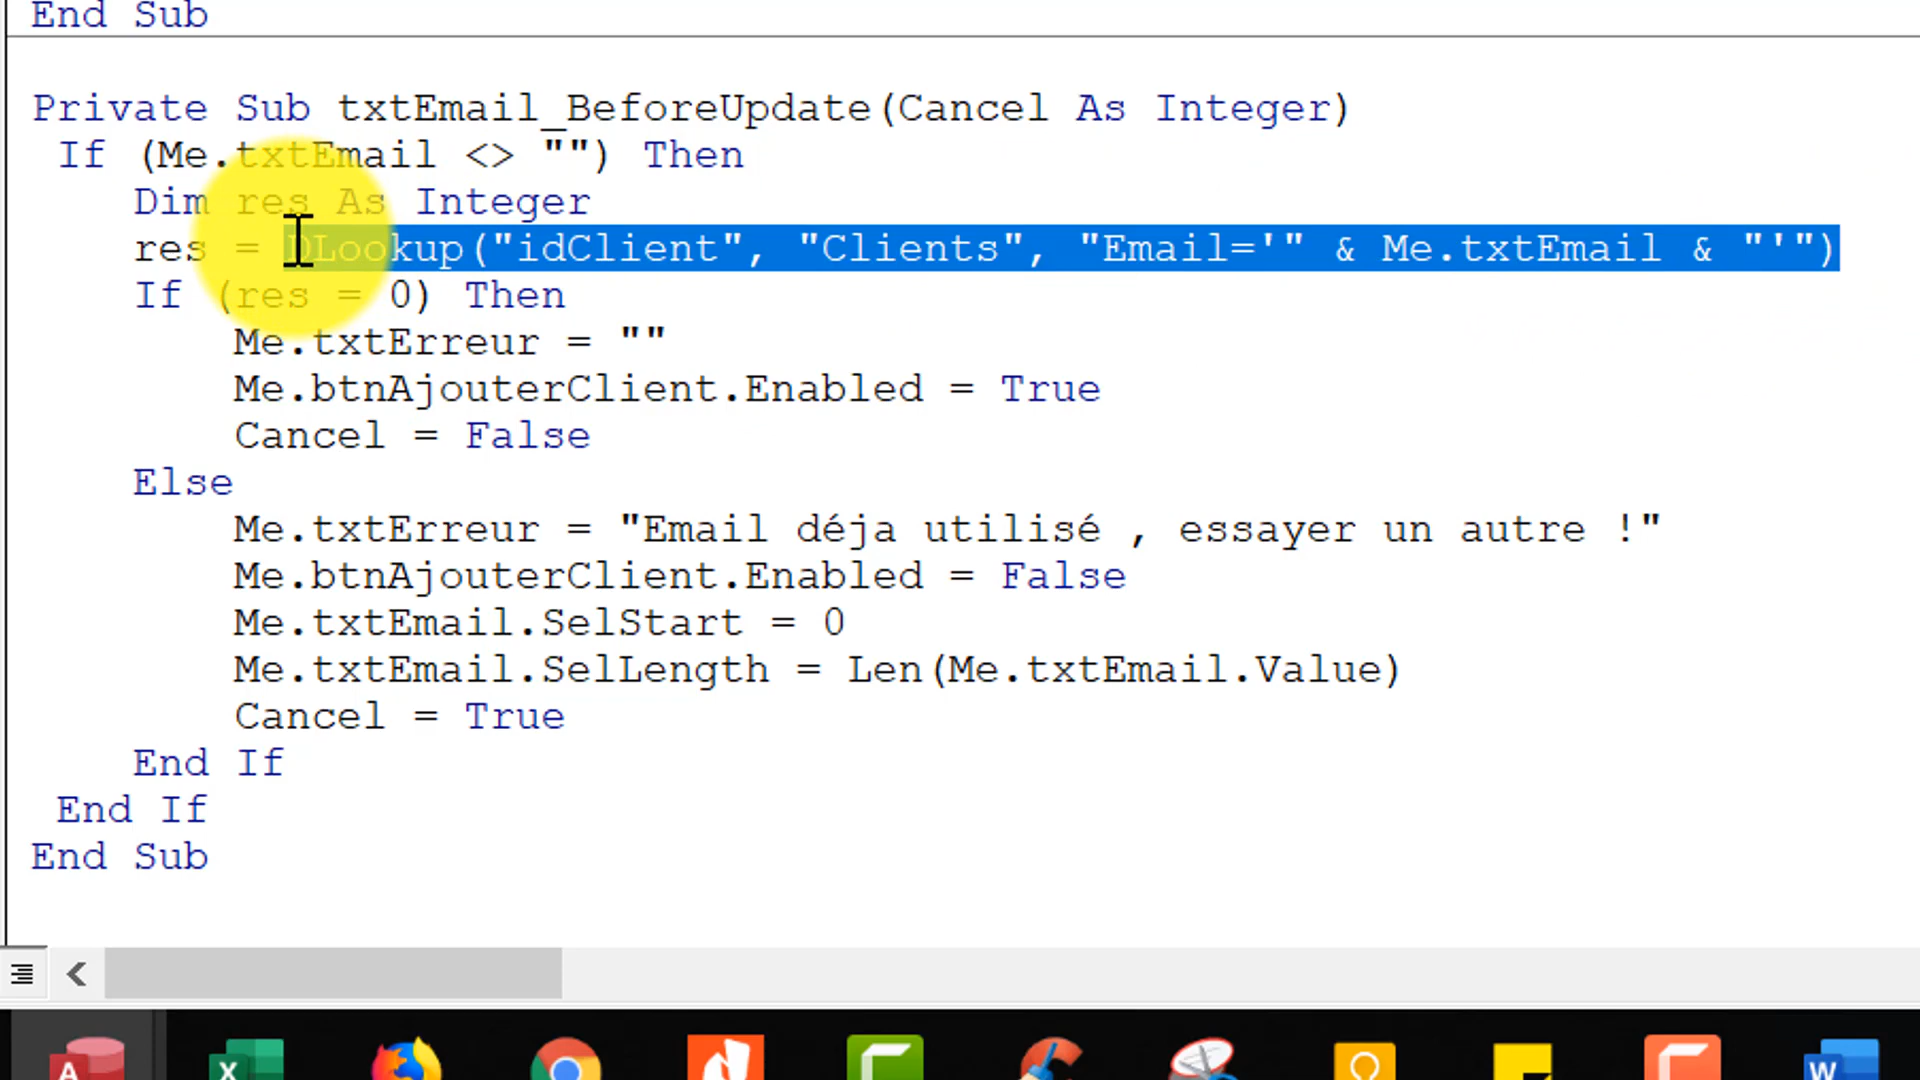 End Sub
Private Sub txtEmail_BeforeUpdate(Cancel As Integer)
If (Me.txtEmail <> "") Then
Dim res As Integer
res = DLookup("idClient", "Clients", "Email='" & Me.txtEmail & "'")
If (res = 0) Then
Me.txtErreur = ""
Me.btnAjouterClient.Enabled = True
Cancel = False
Else
Me.txtErreur = "Email déja utilisé , essayer un autre !"
Me.btnAjouterClient.Enabled = False
Me.txtEmail.SelStart = 0
Me.txtEmail.SelLength = Len(Me.txtEmail.Value)
Cancel = True
End If
End If
End Sub
A X W